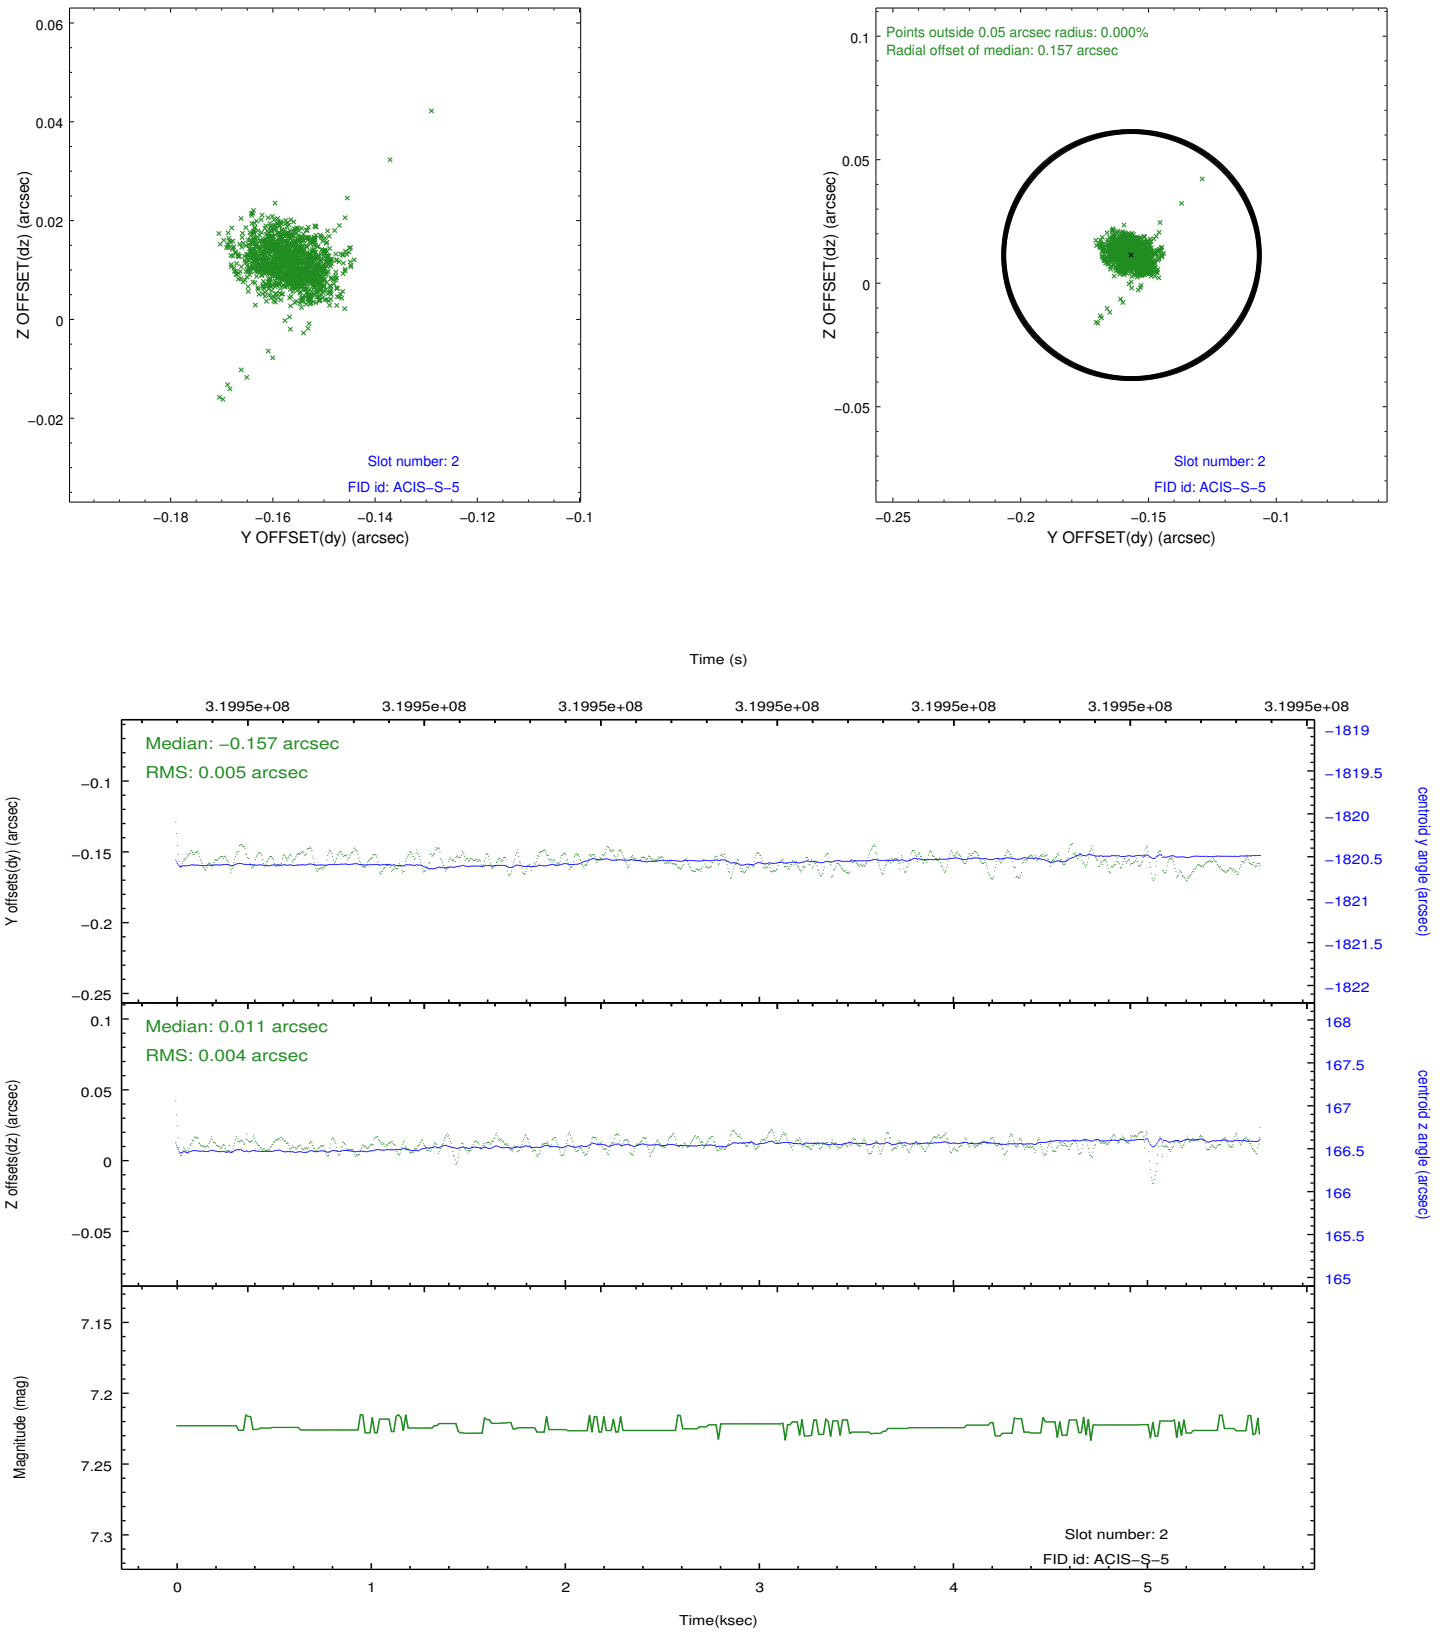 0.06
0.04
0.02
0
−0.02
Z OFFSET(dz) (arcsec)
Slot number: 2
FID id: ACIS−S−5
−0.18
−0.16
−0.14
−0.12
−0.1
Y OFFSET(dy) (arcsec)
Points outside 0.05 arcsec radius: 0.000%
Radial offset of median: 0.157 arcsec
0.1
0.05
0
−0.05
Z OFFSET(dz) (arcsec)
Slot number: 2
FID id: ACIS−S−5
−0.25
−0.2
−0.15
−0.1
Y OFFSET(dy) (arcsec)
Time (s)
3.1995e+08 3.1995e+08 3.1995e+08 3.1995e+08 3.1995e+08 3.1995e+08 3.1995e+08
Median: −0.157 arcsec
RMS: 0.005 arcsec
−0.1
−0.15
−0.2
−0.25
Y offsets(dy) (arcsec)
−1819
−1819.5
−1820
−1820.5
−1821
−1821.5
−1822
centroid y angle (arcsec)
Median: 0.011 arcsec
RMS: 0.004 arcsec
0.1
0.05
0
−0.05
Z offsets(dz) (arcsec)
168
167.5
167
166.5
166
165.5
165
centroid z angle (arcsec)
7.15
7.2
7.25
7.3
Magnitude (mag)
Slot number: 2
FID id: ACIS−S−5
0 1 2 3 4 5
Time(ksec)